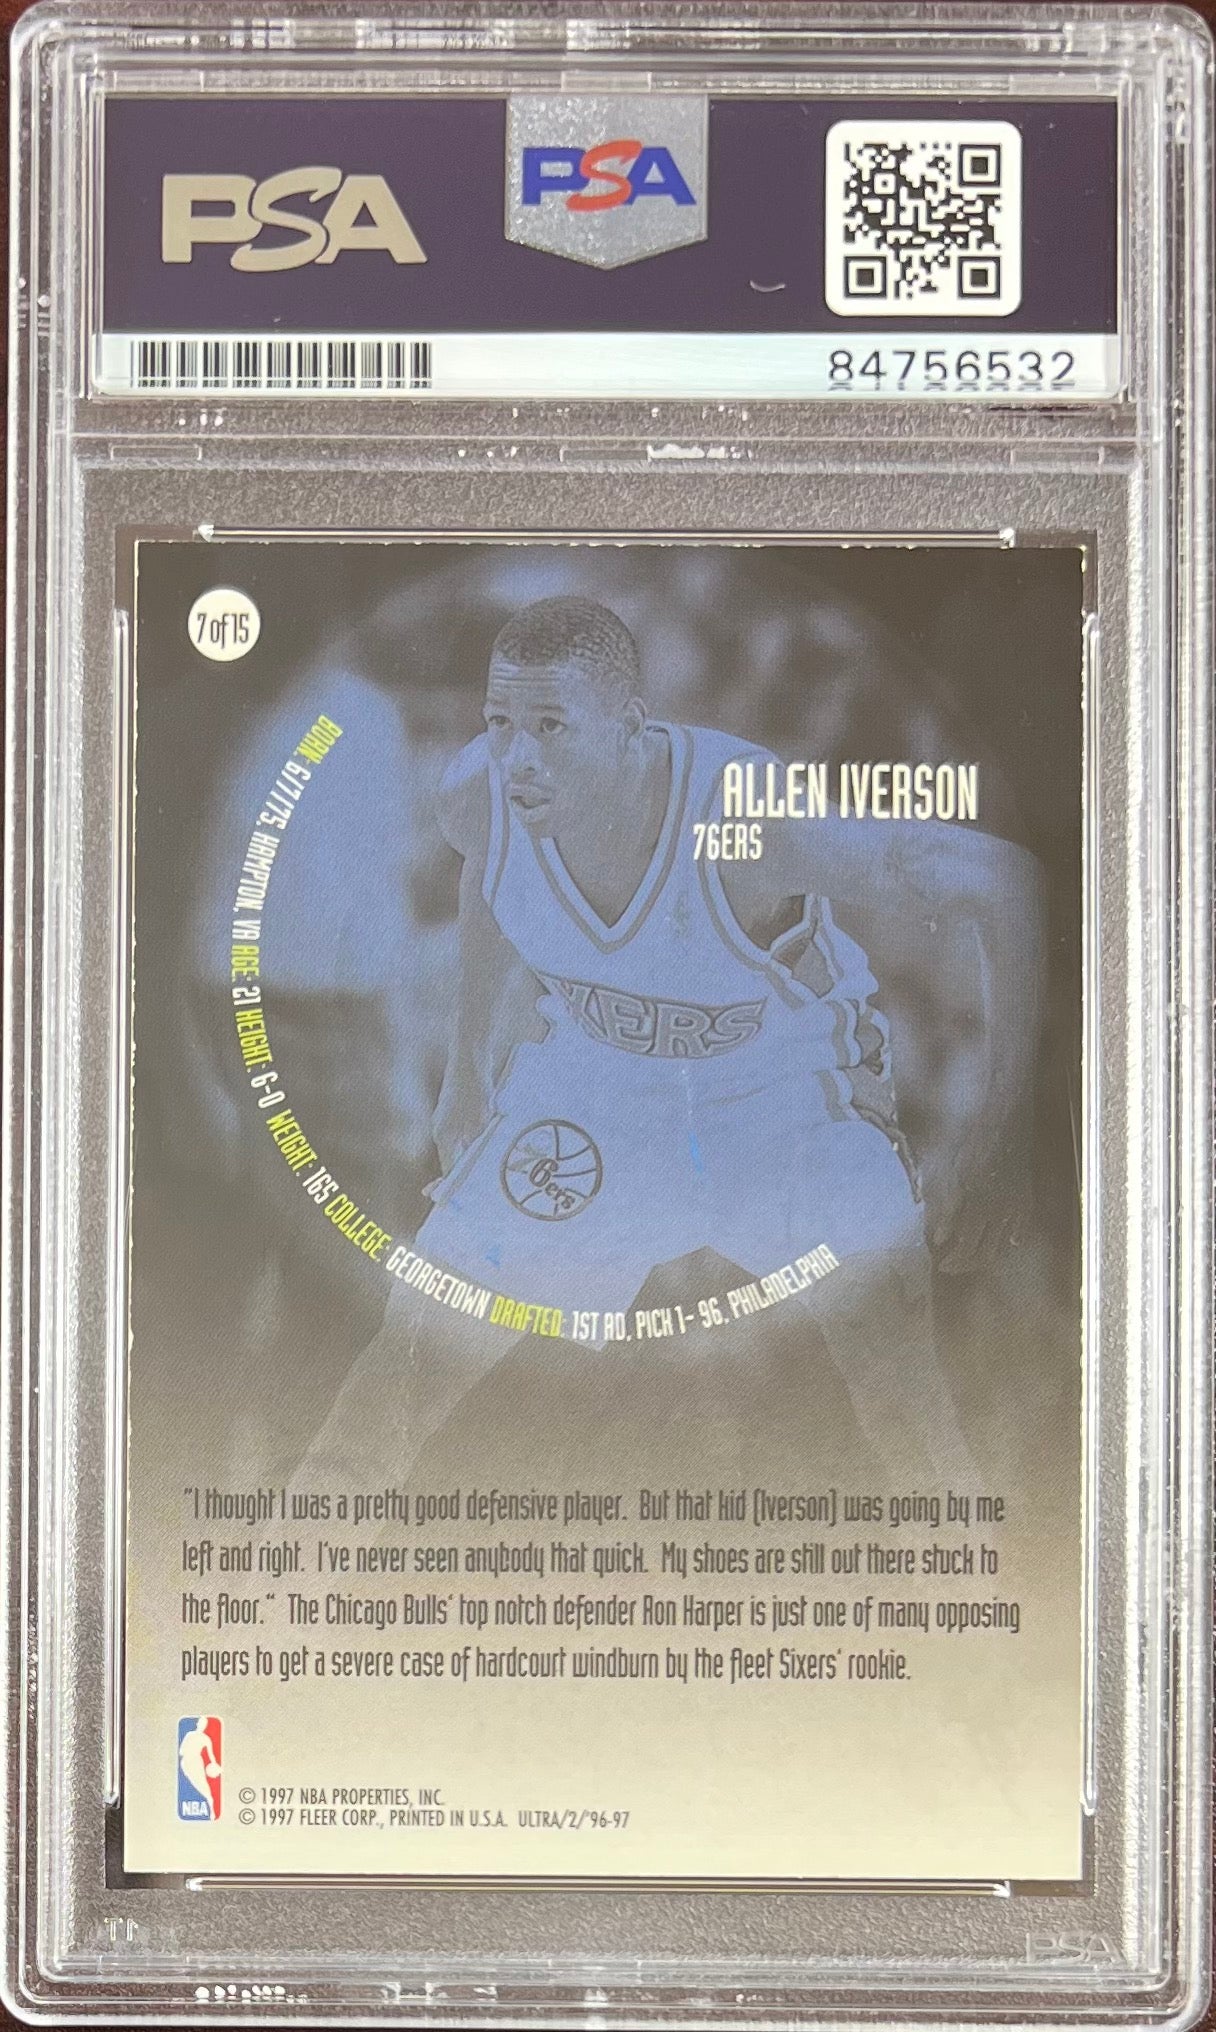 PSA
PSA
84756532
7 of 15
ALLEN IVERSON
76ERS
BORN: 6/7/75, HAMPTON, VA AGE: 21 HEIGHT: 6-0 WEIGHT: 165 COLLEGE: GEORGETOWN DRAFTED: 1ST RD, PICK 1- 96, PHILADELPHIA
XERS
76ers
"I thought I was a pretty good defensive player. But that kid (Iverson) was going by me
left and right. I've never seen anybody that quick. My shoes are still out there stuck to
the floor." The Chicago Bulls' top notch defender Ron Harper is just one of many opposing
players to get a severe case of hardcourt windburn by the fleet Sixers' rookie.
NBA
© 1997 NBA PROPERTIES, INC.
© 1997 FLEER CORP., PRINTED IN U.S.A. ULTRA/2/'96-97
PSA